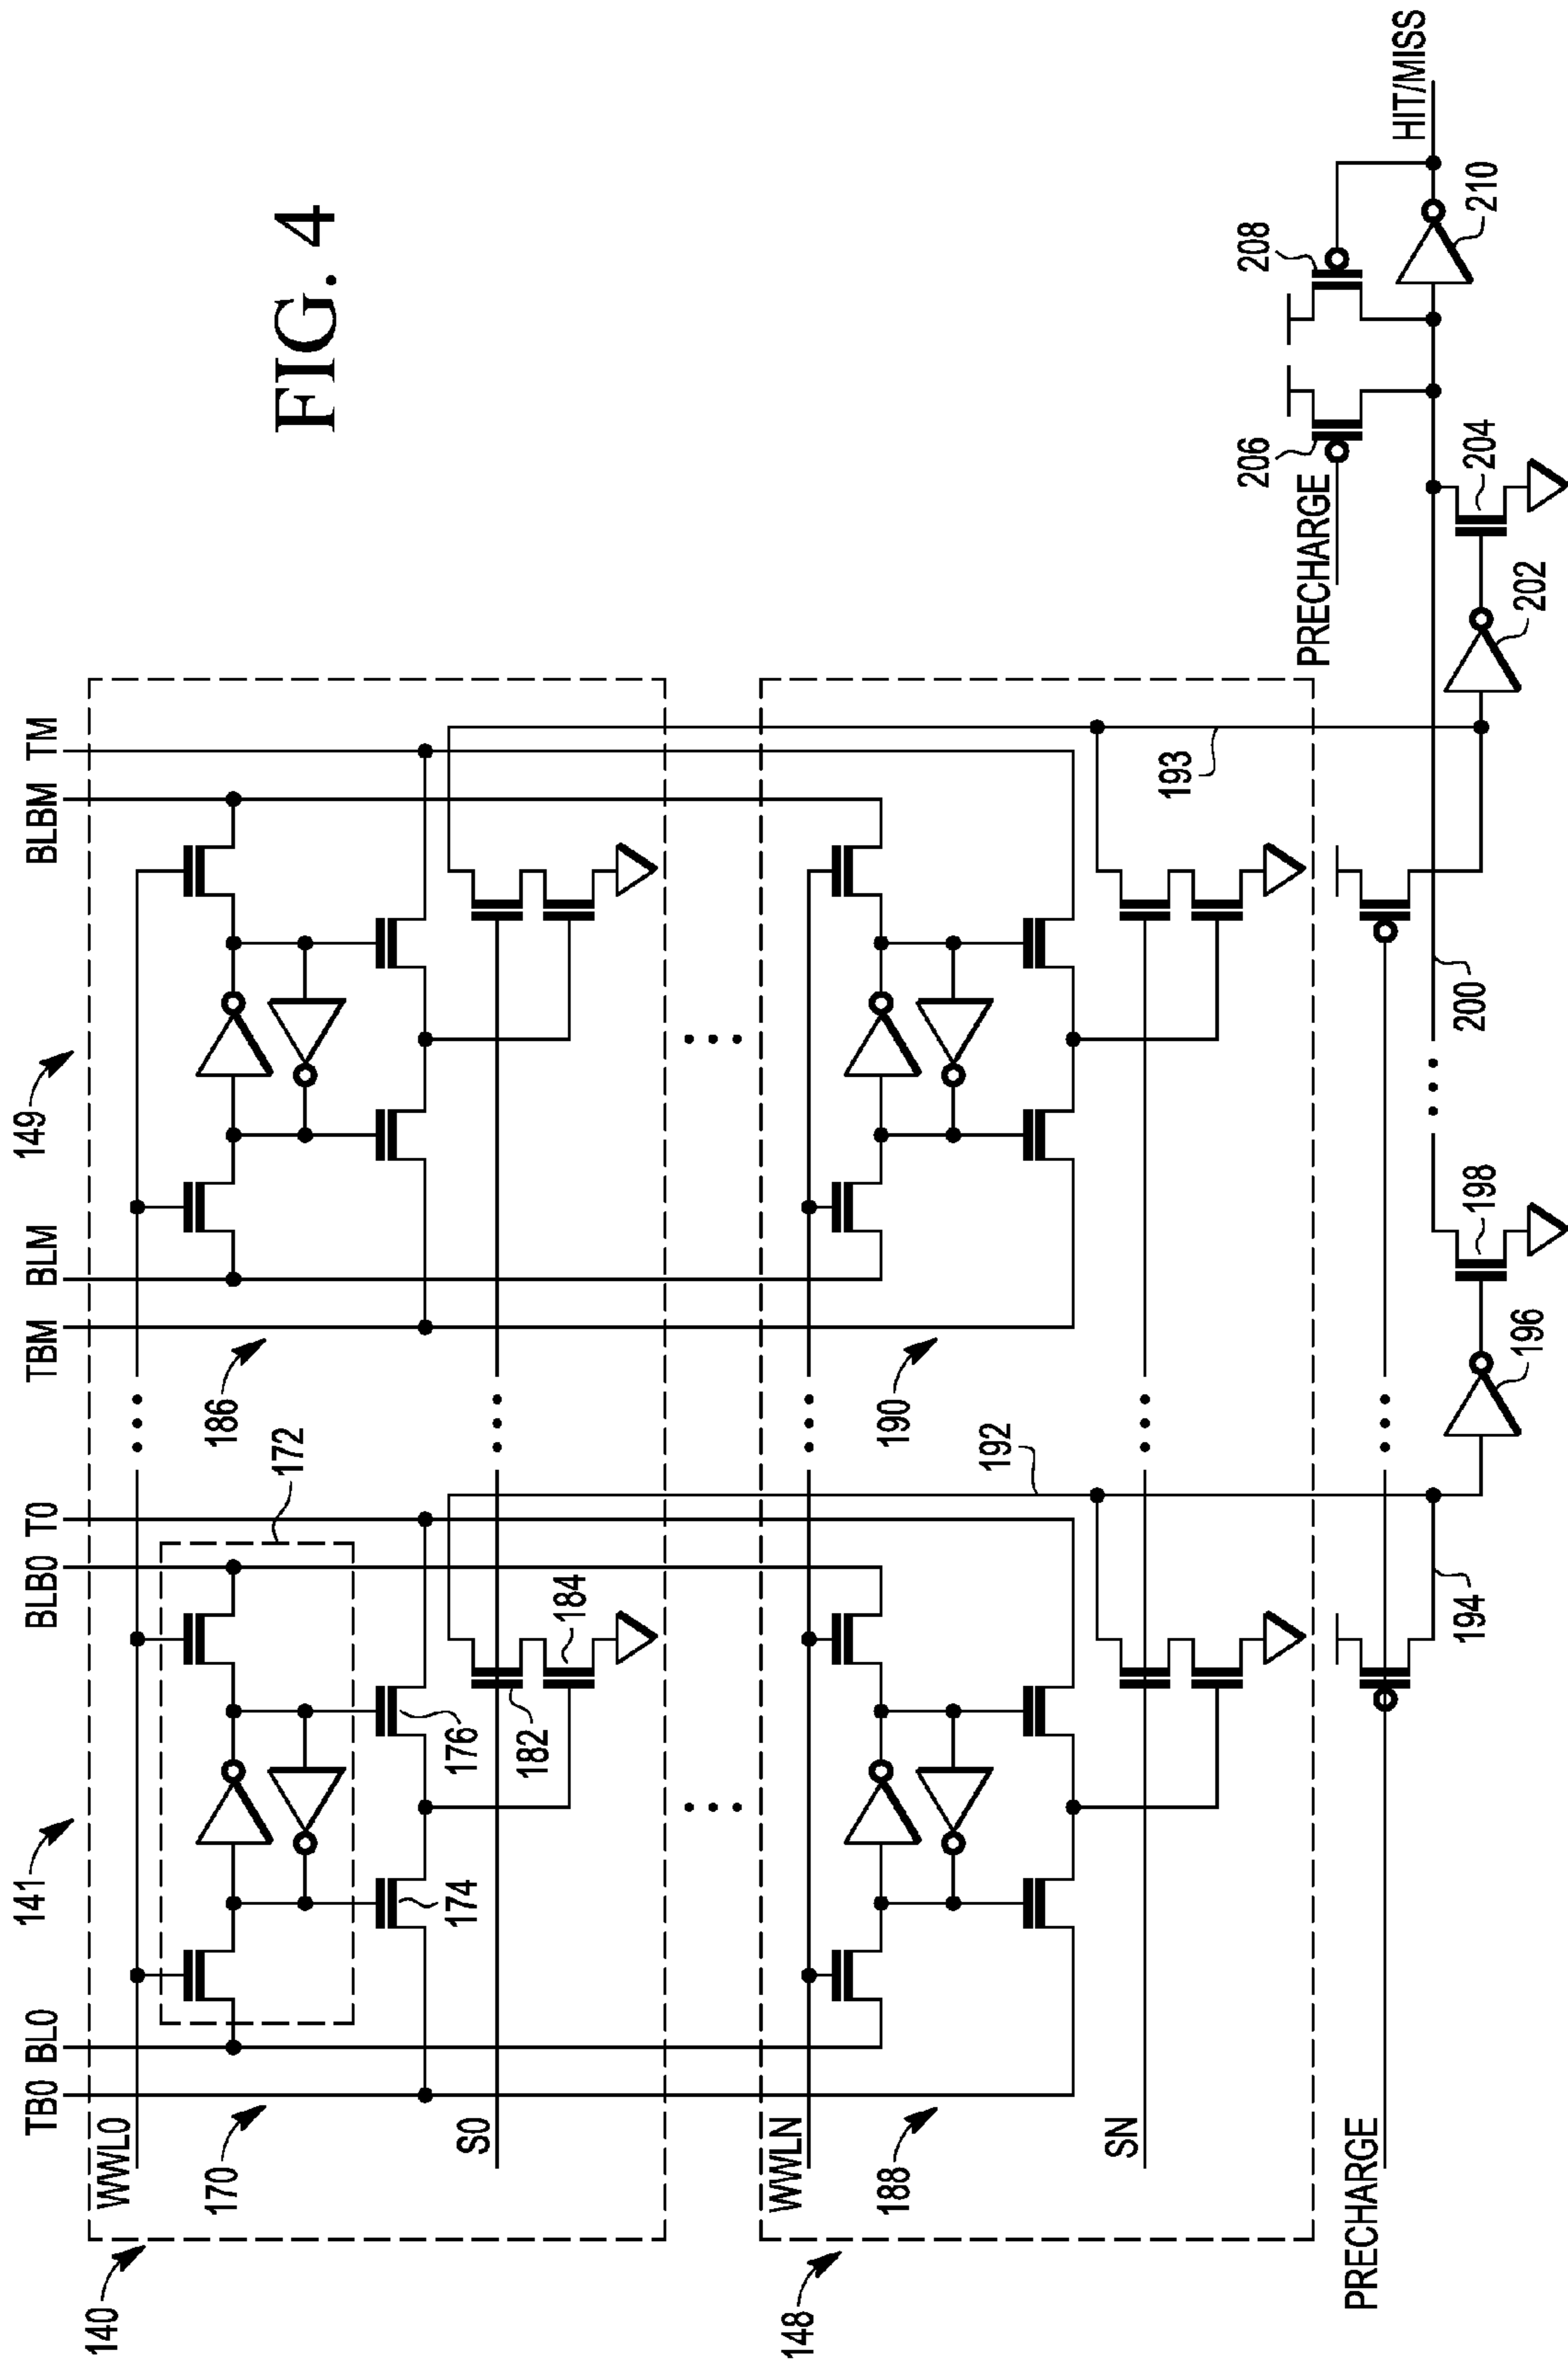 FIG. 4
141
149
TB0
BL0
BLB0
T0
TBM
BLM
BLBM
TM
140
WWL0
170
172
186
174
176
S0
182
184
148
WWLN
188
190
192
193
SN
PRECHARGE
194
196
198
200
202
204
PRECHARGE
206
208
210
HIT/MISS